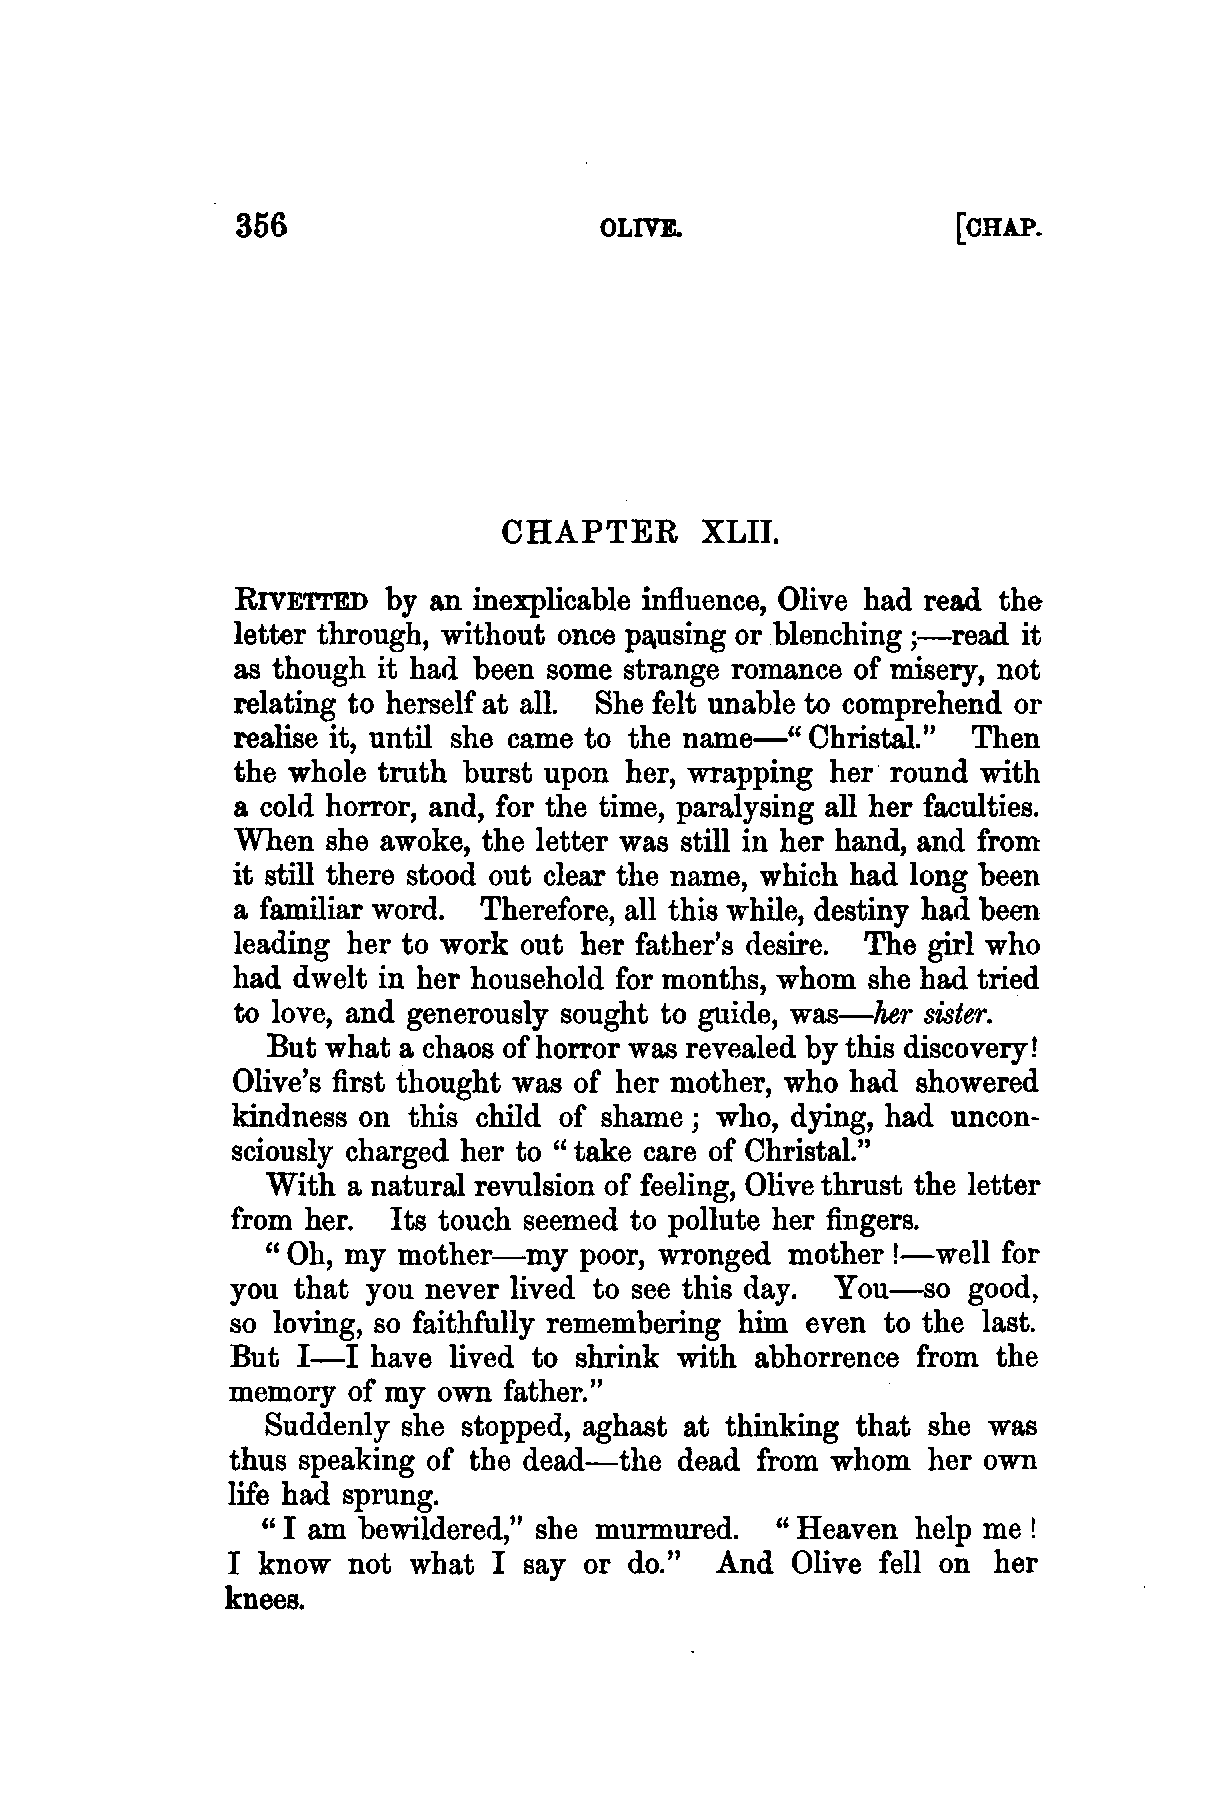 356 OLIVE. [CHAP.
CHAPTER XLII.
RIVETTED by an inexplicable influence, Olive had read the
letter through, without once pausing or blenching ;—read it
as though it had been some strange romance of misery, not
relating to herself at all. She felt unable to comprehend or
realise it, until she came to the name—“ Christal.” Then
the whole truth burst upon her, wrapping her round with
a cold horror, and, for the time, paralysing all her faculties.
When she awoke, the letter was still in her hand, and from
it still there stood out clear the name, which had long been
a familiar word. Therefore, all this while, destiny had been
leading her to work out her father’s desire. The girl who
had dwelt in her household for months, whom she had tried
to love, and generously sought to guide, was—her sister.
But what a chaos of horror was revealed by this discovery!
Olive’s first thought was of her mother, who had showered
kindness on this child of shame ; who, dying, had uncon-
sciously charged her to “ take care of Christal.”
With a natural revulsion of feeling, Olive thrust the letter
from her. Its touch seemed to pollute her fingers.
“ Oh, my mother—my poor, wronged mother !—well for
you that you never lived to see this day. You—so good,
so loving, so faithfully remembering him even to the last.
But I—I have lived to shrink with abhorrence from the
memory of my own father.”
Suddenly she stopped, aghast at thinking that she was
thus speaking of the dead—the dead from whom her own
life had sprung.
“ I am bewildered,” she murmured. “ Heaven help me !
I know not what I say or do.” And Olive fell on her
knees.